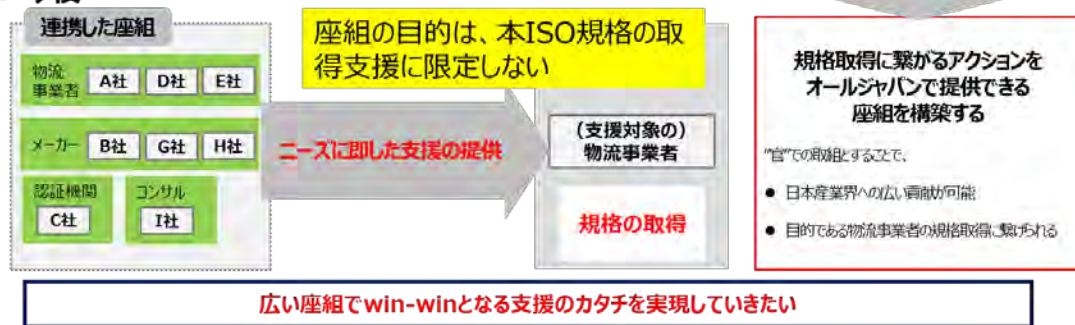 連携した座組
座組の目的は、本ISO規格の取
得支援に限定しない
物流
事業者
A社 D社 E社
メーカー B社 G社 H社
認証機関 コンサル
C社 I社
ニーズに即した支援の提供
(支援対象の)
物流事業者
規格の取得
規格取得に繋がるアクションを
オールジャパンで提供できる
座組を構築する
"官"での取組とすることで、
● 日本産業界への広い貢献が可能
● 目的である物流事業者の規格取得に繋げられる
広い座組でwin-winとなる支援のカタチを実現していきたい